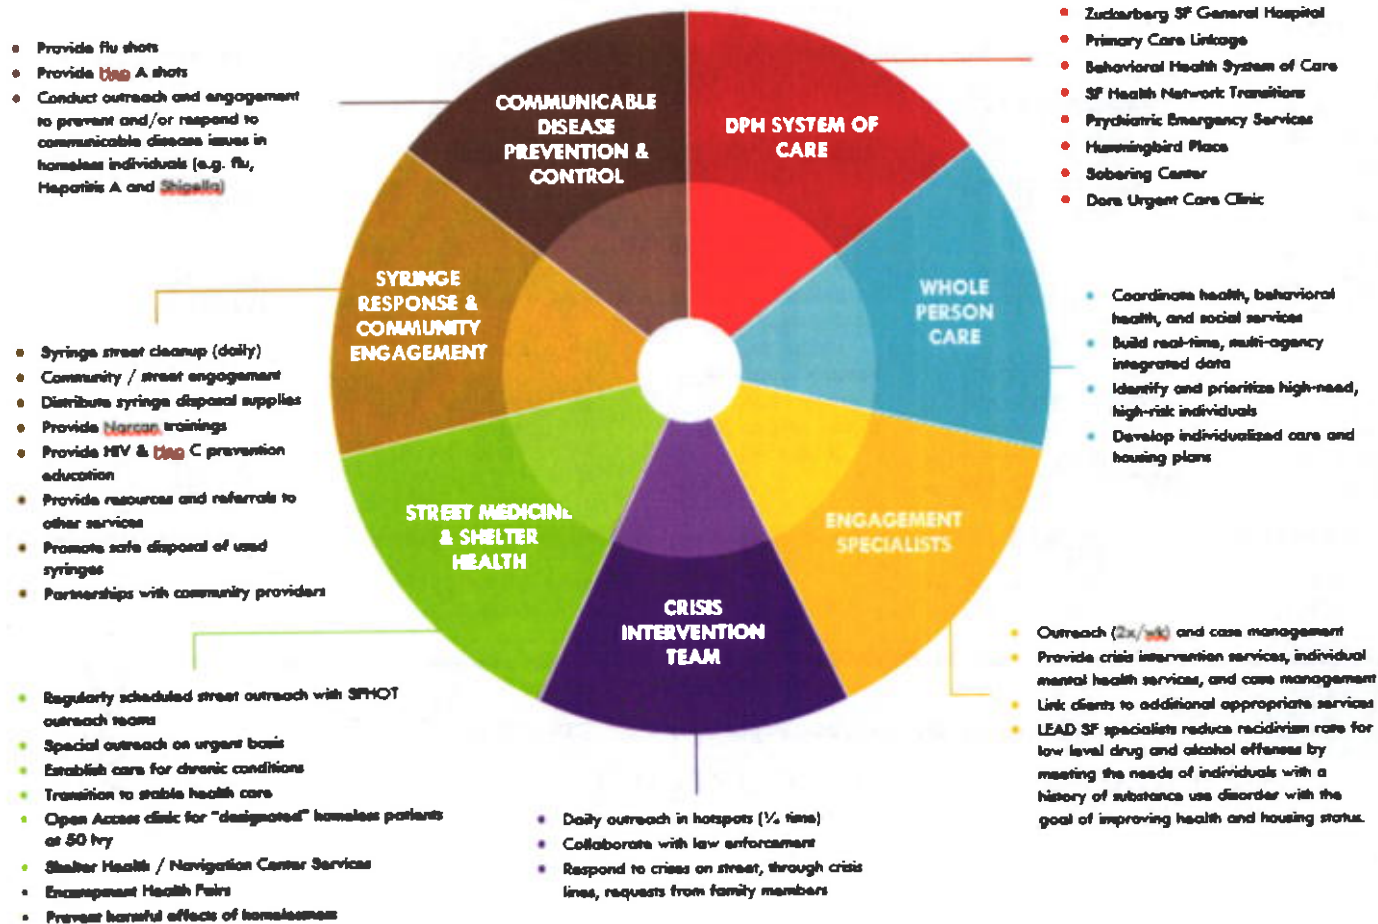 Provide flu shots
Provide Hep A shots
Conduct outreach and engagement
to prevent and/or respond to
communicable disease issues in
homeless individuals (e.g. flu,
Hepatitis A and Shigella)
COMMUNICABLE
DISEASE
PREVENTION &
CONTROL
DPH SYSTEM OF
CARE
Zuckerberg SF General Hospital
Primary Care Linkage
Behavioral Health System of Care
SF Health Network Transitions
Psychiatric Emergency Services
Hummingbird Place
Sobering Center
Dore Urgent Care Clinic
SYRINGE
RESPONSE &
COMMUNITY
ENGAGEMENT
Syringe street cleanup (daily)
Community / street engagement
Distribute syringe disposal supplies
Provide Narcan trainings
Provide HIV & Hep C prevention
education
Provide resources and referrals to
other services
Promote safe disposal of used
syringes
Partnerships with community providers
WHOLE
PERSON
CARE
Coordinate health, behavioral
health, and social services
Build real-time, multi-agency
integrated data
Identify and prioritize high-need,
high-risk individuals
Develop individualized care and
housing plans
STREET MEDICINE
& SHELTER
HEALTH
Regularly scheduled street outreach with SFHOT
outreach teams
Special outreach on urgent basis
Establish care for chronic conditions
Transition to stable health care
Open Access clinic for "designated" homeless patients
at 50 Ivy
Shelter Health / Navigation Center Services
Encampment Health Fairs
Prevent harmful effects of homelessness
CRISIS
INTERVENTION
TEAM
Daily outreach in hotspots (¼ time)
Collaborate with law enforcement
Respond to crises on street, through crisis
lines, requests from family members
ENGAGEMENT
SPECIALISTS
Outreach (2x/wk) and case management
Provide crisis intervention services, individual
mental health services, and case management
Link clients to additional appropriate services
LEAD SF specialists reduce recidivism rate for
low level drug and alcohol offenses by
meeting the needs of individuals with a
history of substance use disorder with the
goal of improving health and housing status.